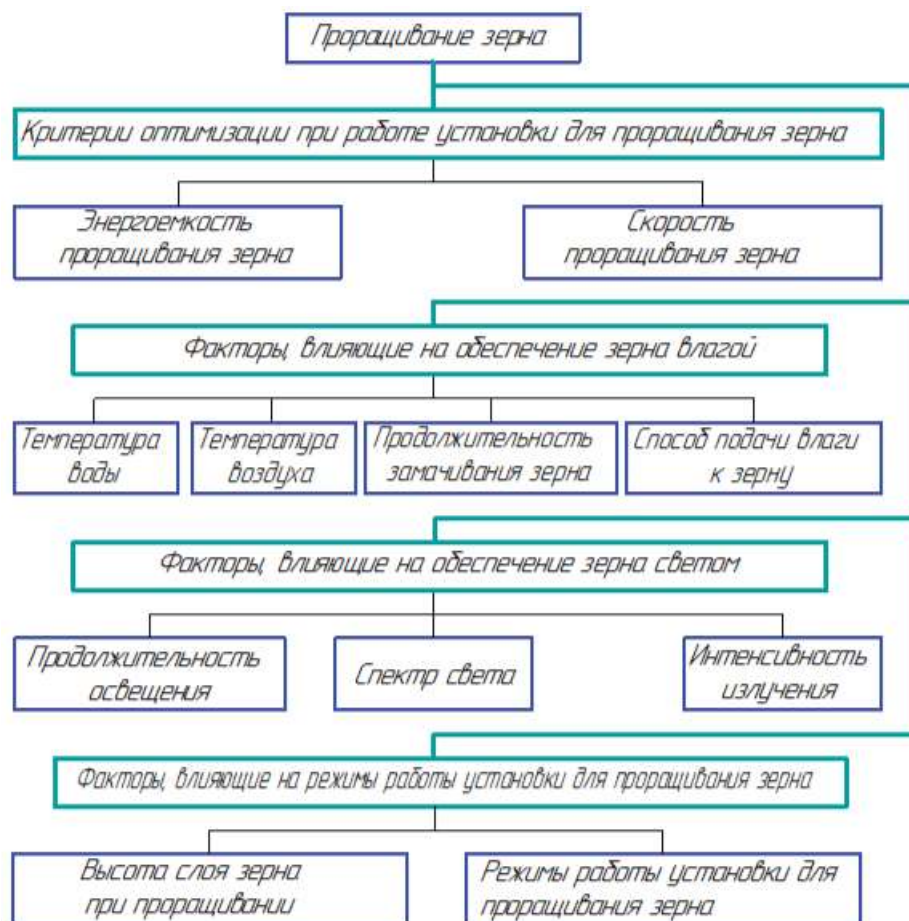 Проращивание зерна
Критерии оптимизации при работе установки для проращивания зерна
Энергоемкость
проращивания зерна
Скорость
проращивания зерна
Факторы, влияющие на обеспечение зерна влагой
Температура
воды
Температура
воздуха
Продолжительность
замачивания зерна
Способ подачи влаги
к зерну
Факторы, влияющие на обеспечение зерна светом
Продолжительность
освещения
Спектр света
Интенсивность
излучения
Факторы, влияющие на режимы работы установки для проращивания зерна
Высота слоя зерна
при проращивании
Режимы работы установки для
проращивания зерна